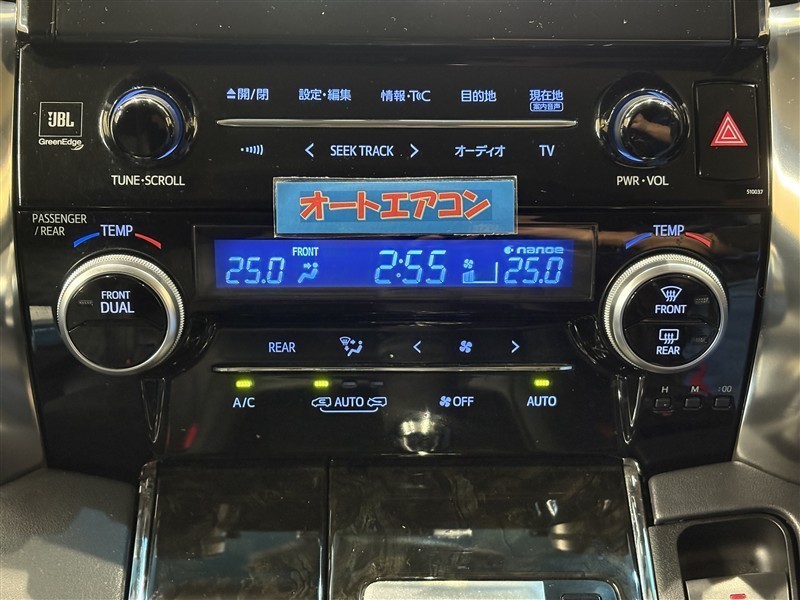 開/閉 設定・編集 情報・T&C 目的地 現在地
案内音声
JBL
GreenEdge
SEEK TRACK オーディオ TV
TUNE・SCROLL PWR・VOL
510037
オートエアコン
PASSENGER
/ REAR
TEMP TEMP
FRONT nanoe
25.0 2:55 25.0
FRONT
DUAL
FRONT
REAR
REAR
A/C AUTO OFF AUTO
H M :00